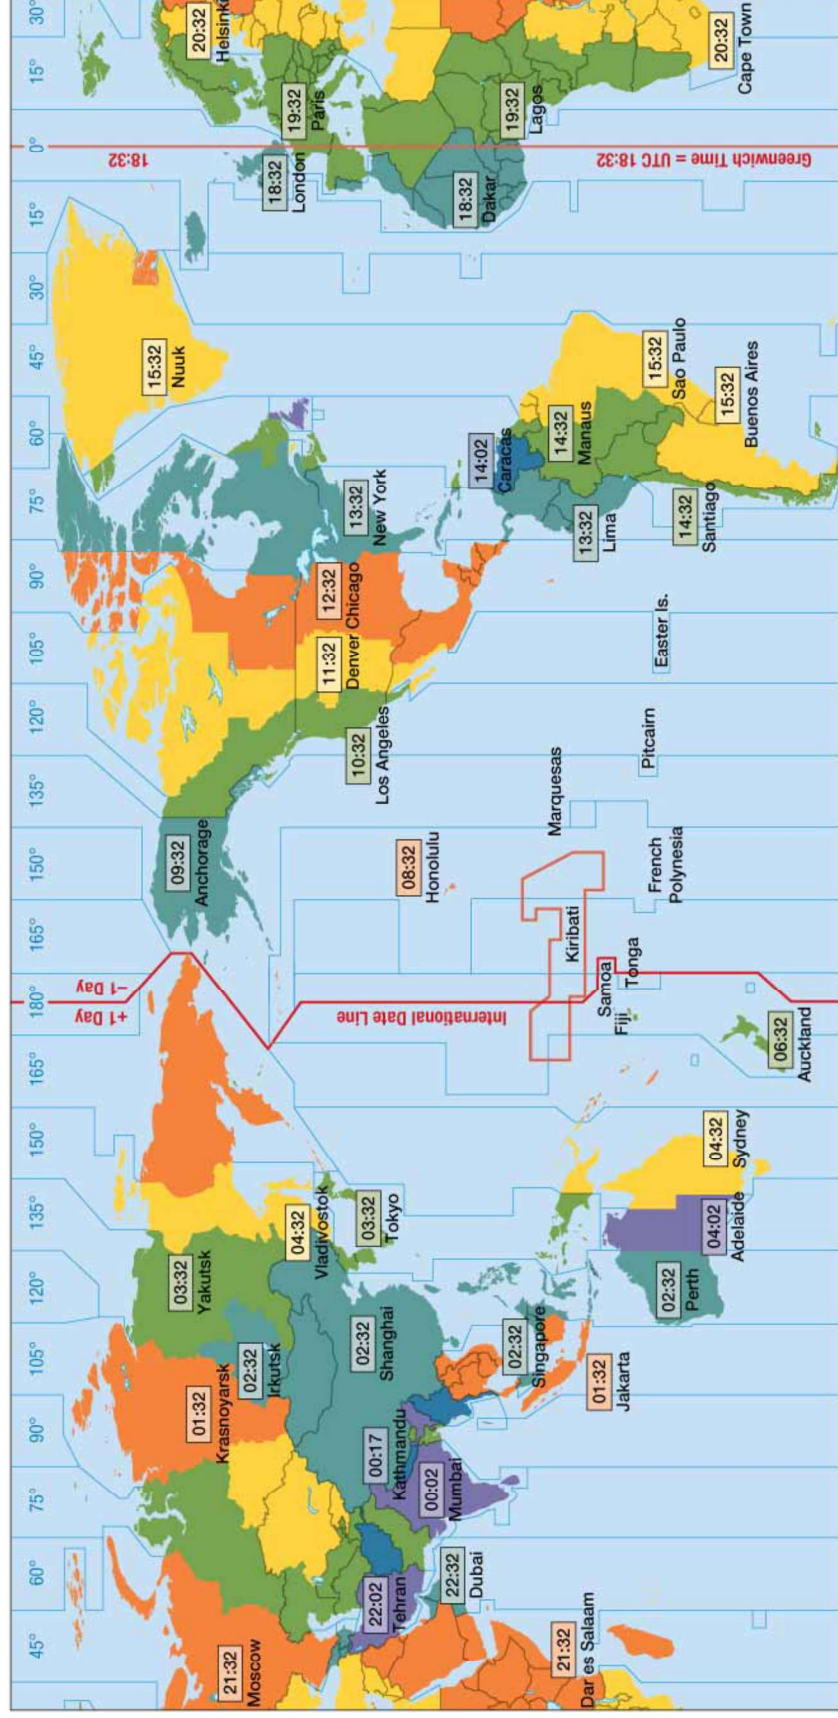 45° 60° 75° 90° 105° 120° 135° 150° 165° 180° 165° 150° 135° 120° 105° 90° 75° 60° 45° 30° 15° 0° 15° 30°
+1 Day
−1 Day
International Date Line
18:32
Greenwich Time = UTC 18:32
21:32
Moscow
01:32
Krasnoyarsk
02:32
Irkutsk
03:32
Yakutsk
04:32
Vladivostok
03:32
Tokyo
02:32
Shanghai
22:02
Tehran
22:32
Dubai
00:17
Kathmandu
00:02
Mumbai
02:32
Singapore
01:32
Jakarta
21:32
Dar es Salaam
02:32
Perth
04:02
Adelaide
04:32
Sydney
06:32
Auckland
Fiji
Samoa
Tonga
Kiribati
French
Polynesia
Marquesas
Pitcairn
Easter Is.
08:32
Honolulu
09:32
Anchorage
10:32
Los Angeles
11:32
Denver
12:32
Chicago
13:32
New York
15:32
Nuuk
14:02
Caracas
14:32
Manaus
13:32
Lima
14:32
Santiago
15:32
Sao Paulo
15:32
Buenos Aires
18:32
London
19:32
Paris
20:32
Helsinki
18:32
Dakar
19:32
Lagos
20:32
Cape Town